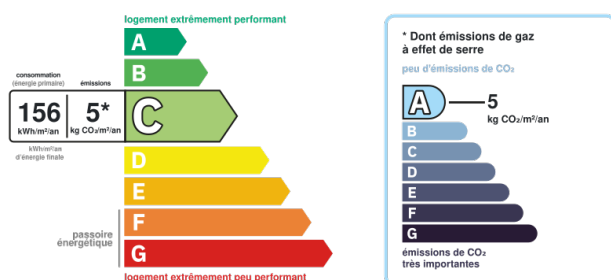 logement extrêmement performant
A
B
consommation
(énergie primaire)
émissions
156
kWh/m²/an
5*
kg CO₂/m²/an
C
kWh/m²/an
d'énergie finale
D
E
F
G
passoire
énergétique
logement extrêmement peu performant
* Dont émissions de gaz
à effet de serre
peu d'émissions de CO₂
A
5
kg CO₂/m²/an
B
C
D
E
F
G
émissions de CO₂
très importantes